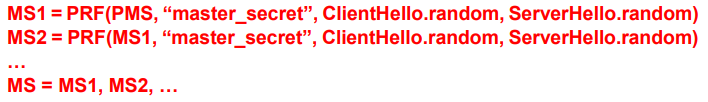 MS1 = PRF(PMS, “master_secret”, ClientHello.random, ServerHello.random)
MS2 = PRF(MS1, “master_secret”, ClientHello.random, ServerHello.random)
…
MS = MS1, MS2, …